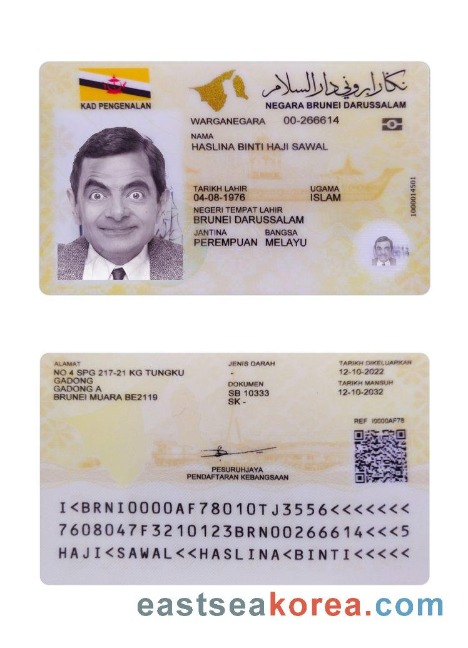 KAD PENGENALAN
نݢارا بروني دارالسلام
NEGARA BRUNEI DARUSSALAM
WARGANEGARA 00-266614
NAMA
HASLINA BINTI HAJI SAWAL
TARIKH LAHIR UGAMA
04-08-1976 ISLAM
NEGERI TEMPAT LAHIR
BRUNEI DARUSSALAM
JANTINA BANGSA
PEREMPUAN MELAYU
1000014501
ALAMAT JENIS DARAH TARIKH DIKELUARKAN
NO 4 SPG 217-21 KG TUNGKU - 12-10-2022
GADONG DOKUMEN TARIKH MANSUH
GADONG A SB 10333 12-10-2032
BRUNEI MUARA BE2119 SK -
REF I0000AF78
PESURUHJAYA
PENDAFTARAN KEBANGSAAN
I<BRNI0000AF78010TJ3556<<<<<<<
7608047F3210123BRN00266614<<<5
HAJI<SAWAL<<HASLINA<BINTI<<<<<
eastseakorea.com